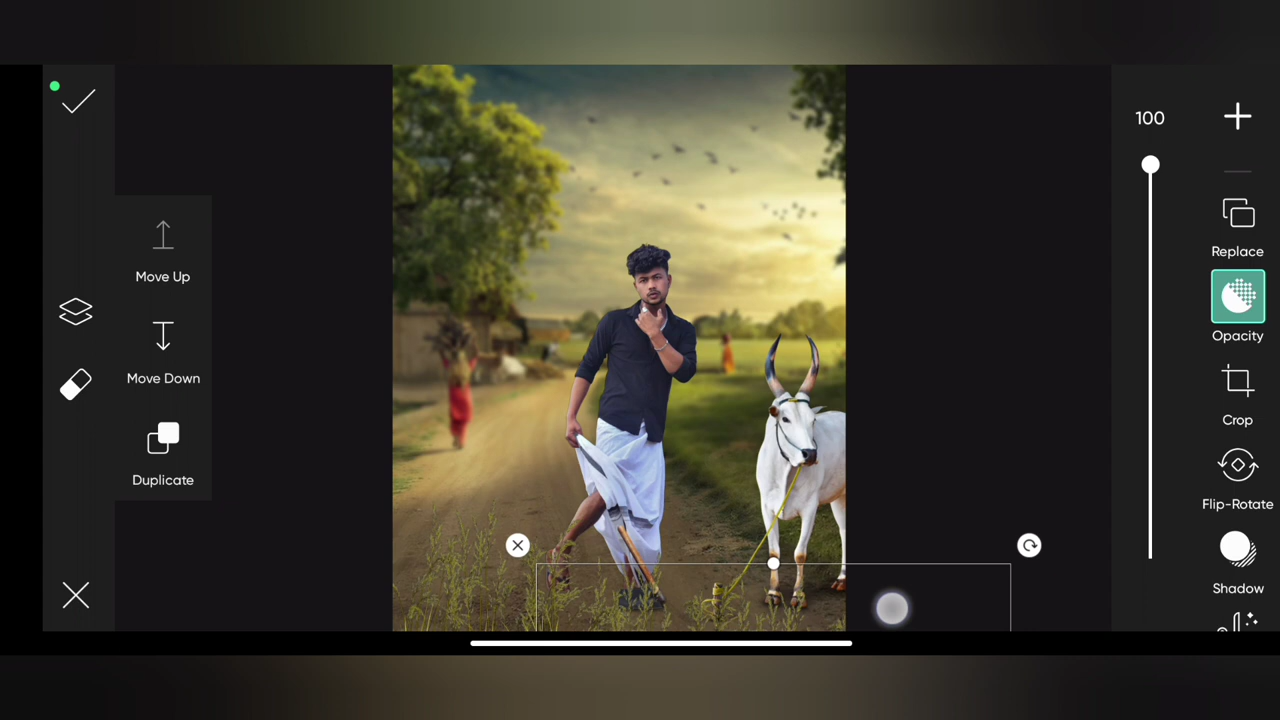 Move Up
Move Down
Duplicate
100
Replace
Opacity
Crop
Flip-Rotate
Shadow